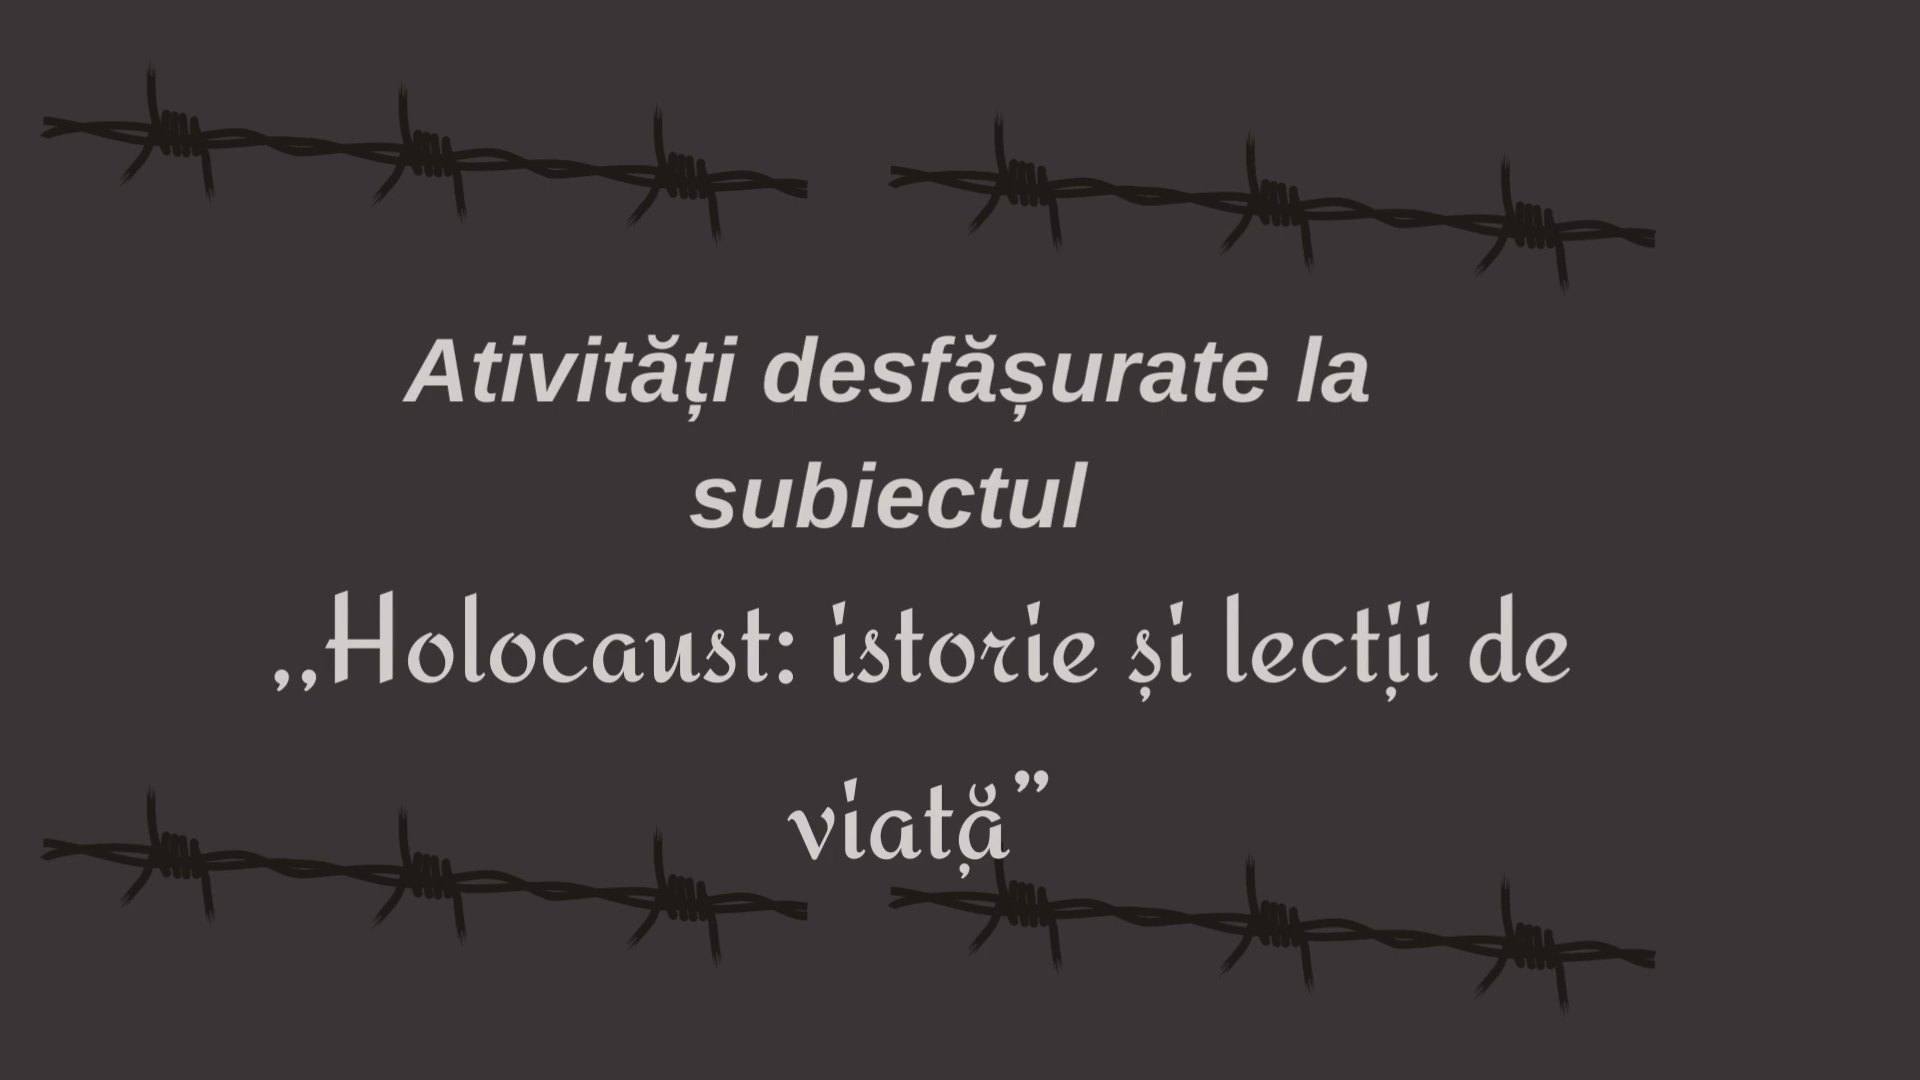 Ativități desfășurate la
subiectul
,,Holocaust: istorie și lecții de
viață”